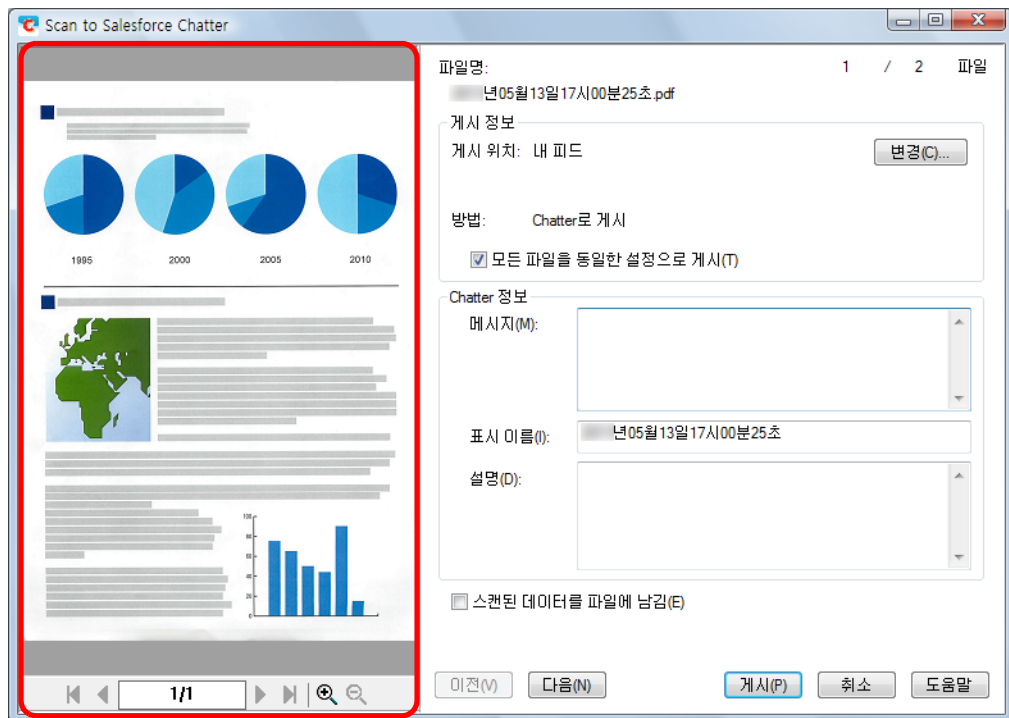 Scan to Salesforce Chatter
1995 2000 2005 2010
100
80
60
40
20
0
1/1
파일명: 1 / 2 파일
년05월13일17시00분25초.pdf
게시 정보
게시 위치: 내 피드
변경(C)...
방법: Chatter로 게시
모든 파일을 동일한 설정으로 게시(T)
Chatter 정보
메시지(M):
표시 이름(I): 년05월13일17시00분25초
설명(D):
스캔된 데이터를 파일에 남김(E)
이전(V) 다음(N) 게시(P) 취소 도움말